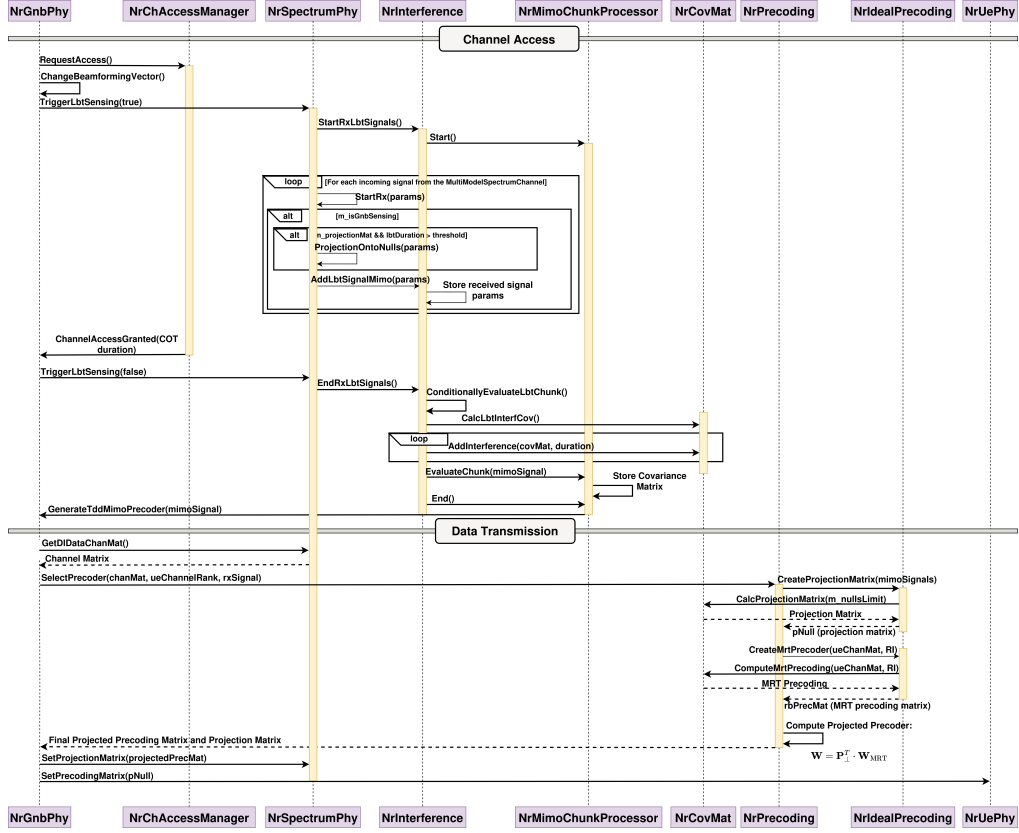 NrGnbPhy NrChAccessManager NrSpectrumPhy NrInterference NrMimoChunkProcessor NrCovMat NrPrecoding NrIdealPrecoding NrUePhy
Channel Access
RequestAccess()
ChangeBeamformingVector()
TriggerLbtSensing(true)
StartRxLbtSignals()
Start()
loop [For each incoming signal from the MultiModelSpectrumChannel]
StartRx(params)
alt [m_isGnbSensing]
alt m_projectionMat && lbtDuration > threshold]
ProjectionOntoNulls(params)
AddLbtSignalMimo(params)
Store received signal
params
ChannelAccessGranted(COT
duration)
TriggerLbtSensing(false)
EndRxLbtSignals()
ConditionallyEvaluateLbtChunk()
CalcLbtInterfCov()
loop
AddInterference(covMat, duration)
EvaluateChunk(mimoSignal)
Store Covariance
Matrix
End()
GenerateTddMimoPrecoder(mimoSignal)
Data Transmission
GetDlDataChanMat()
Channel Matrix
SelectPrecoder(chanMat, ueChannelRank, rxSignal)
CreateProjectionMatrix(mimoSignals)
CalcProjectionMatrix(m_nullsLimit)
Projection Matrix
pNull (projection matrix)
CreateMrtPrecoder(ueChanMat, RI)
ComputeMrtPrecoding(ueChanMat, RI)
MRT Precoding
rbPrecMat (MRT precoding matrix)
Compute Projected Precoder:
Final Projected Precoding Matrix and Projection Matrix
W = P⊥^T · W_MRT
SetProjectionMatrix(projectedPrecMat)
SetPrecodingMatrix(pNull)
NrGnbPhy NrChAccessManager NrSpectrumPhy NrInterference NrMimoChunkProcessor NrCovMat NrPrecoding NrIdealPrecoding NrUePhy